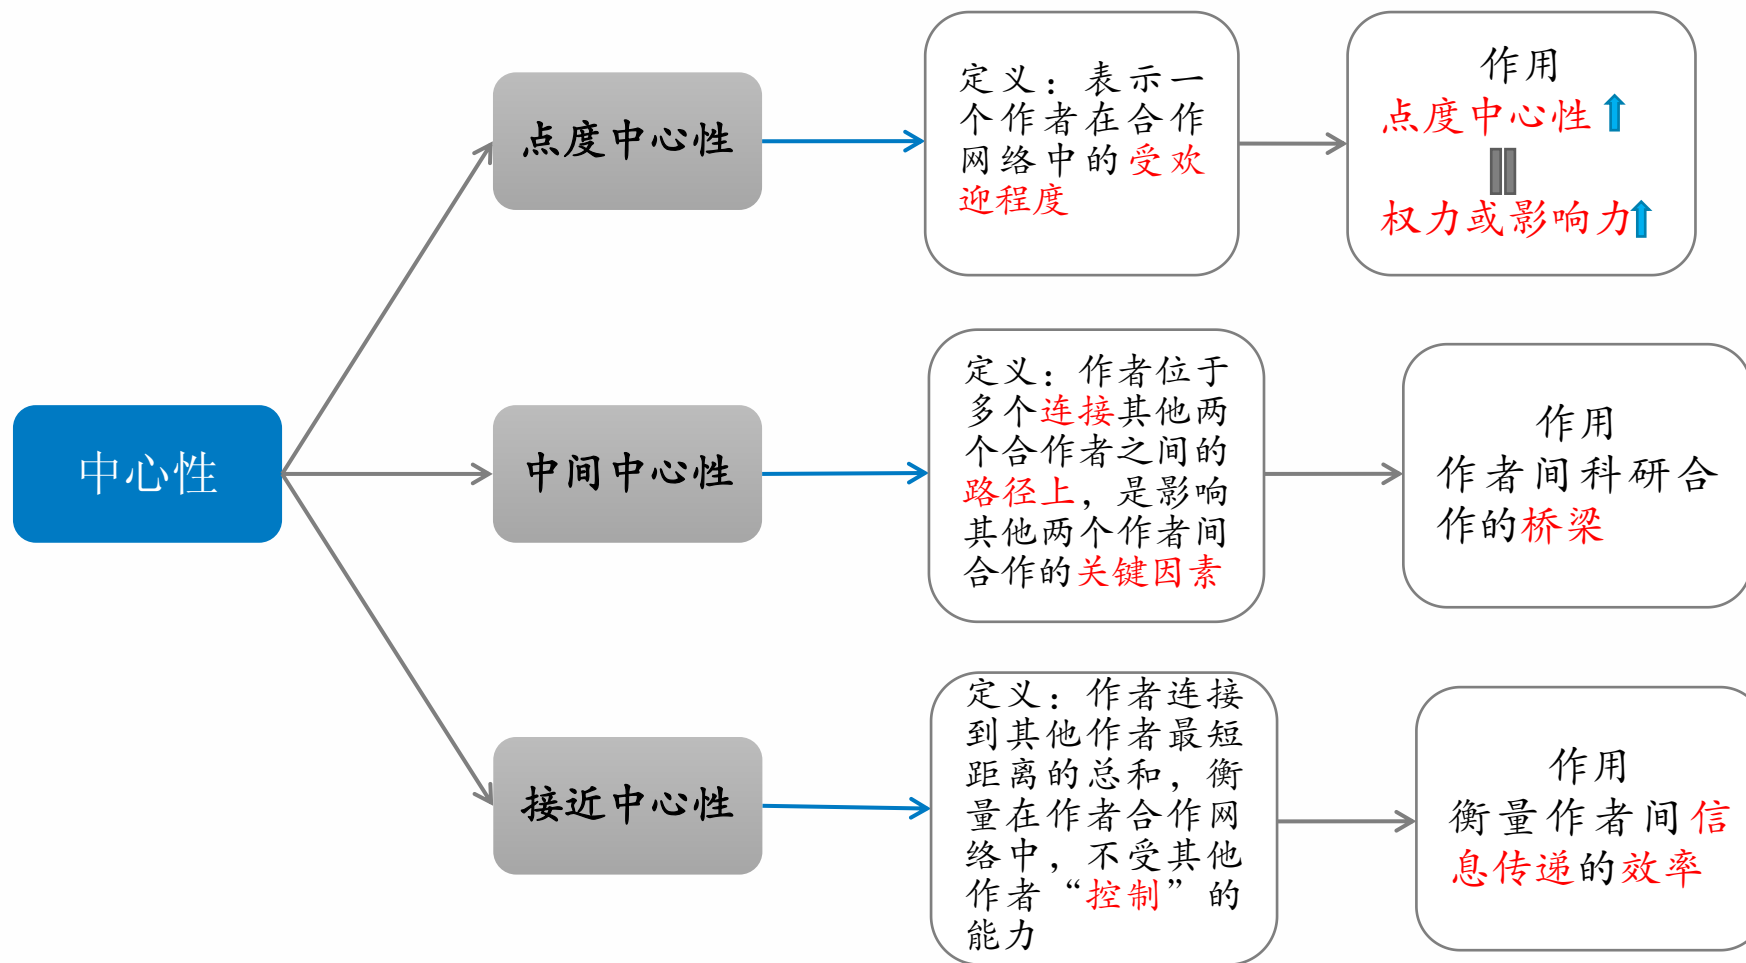 中心性
点度中心性
定义：表示一
个作者在合作
网络中的受欢
迎程度
作用
点度中心性
权力或影响力
中间中心性
定义：作者位于
多个连接其他两
个合作者之间的
路径上，是影响
其他两个作者间
合作的关键因素
作用
作者间科研合
作的桥梁
接近中心性
定义：作者连接
到其他作者最短
距离的总和，衡
量在作者合作网
络中，不受其他
作者“控制”的
能力
作用
衡量作者间信
息传递的效率